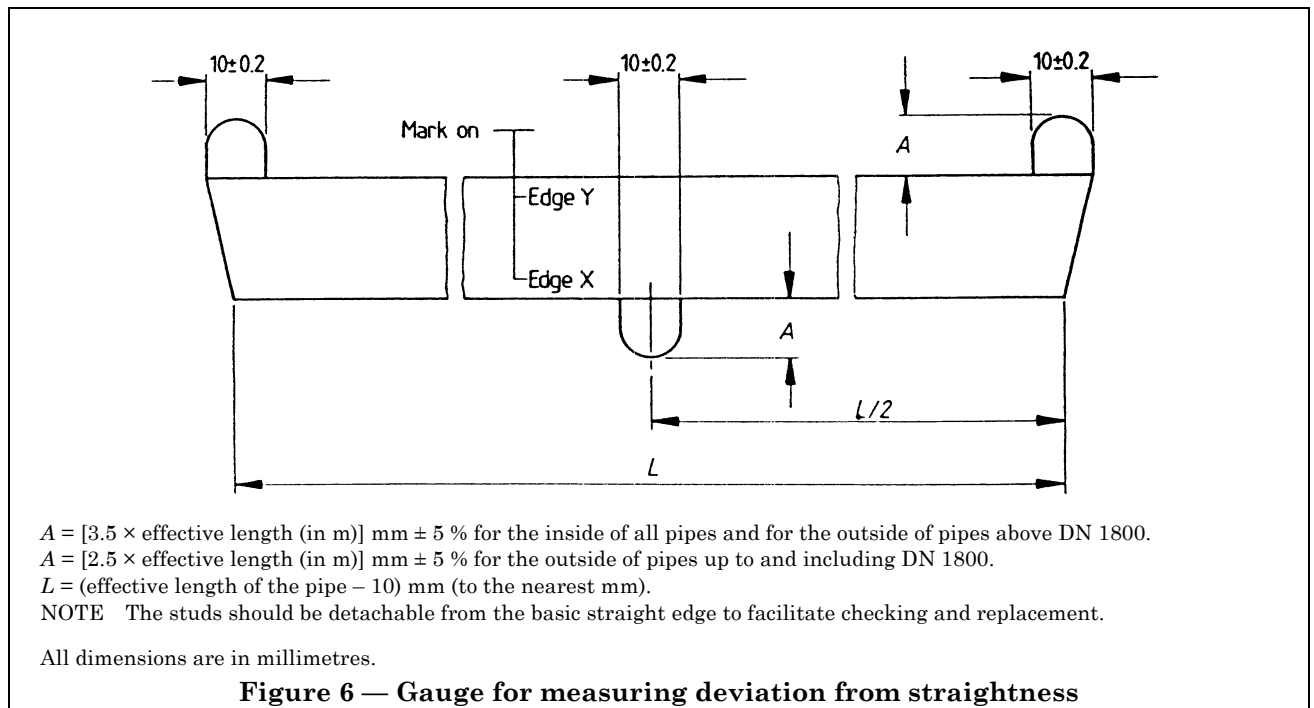 10±0.2
10±0.2
10±0.2
Mark on
A
Edge Y
Edge X
A
L/2
L
A = [3.5 × effective length (in m)] mm ± 5 % for the inside of all pipes and for the outside of pipes above DN 1800.
A = [2.5 × effective length (in m)] mm ± 5 % for the outside of pipes up to and including DN 1800.
L = (effective length of the pipe – 10) mm (to the nearest mm).
NOTE The studs should be detachable from the basic straight edge to facilitate checking and replacement.
All dimensions are in millimetres.
Figure 6 — Gauge for measuring deviation from straightness